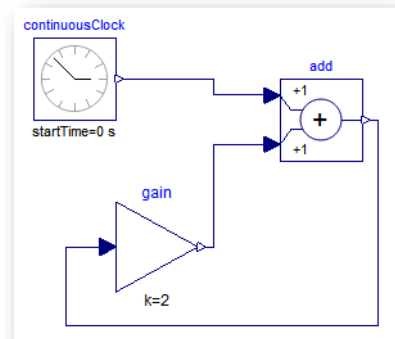 continuousClock
startTime=0 s
add
+1
+
+1
gain
k=2